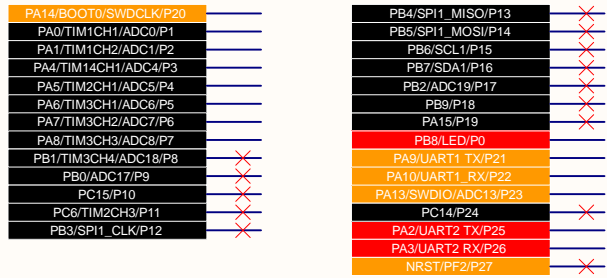 PA14/BOOT0/SWDCLK/P20
PA0/TIM1CH1/ADC0/P1
PA1/TIM1CH2/ADC1/P2
PA4/TIM14CH1/ADC4/P3
PA5/TIM2CH1/ADC5/P4
PA6/TIM3CH1/ADC6/P5
PA7/TIM3CH2/ADC7/P6
PA8/TIM3CH3/ADC8/P7
PB1/TIM3CH4/ADC18/P8
PB0/ADC17/P9
PC15/P10
PC6/TIM2CH3/P11
PB3/SPI1_CLK/P12
PB4/SPI1_MISO/P13
PB5/SPI1_MOSI/P14
PB6/SCL1/P15
PB7/SDA1/P16
PB2/ADC19/P17
PB9/P18
PA15/P19
PB8/LED/P0
PA9/UART1 TX/P21
PA10/UART1_RX/P22
PA13/SWDIO/ADC13/P23
PC14/P24
PA2/UART2 TX/P25
PA3/UART2 RX/P26
NRST/PF2/P27